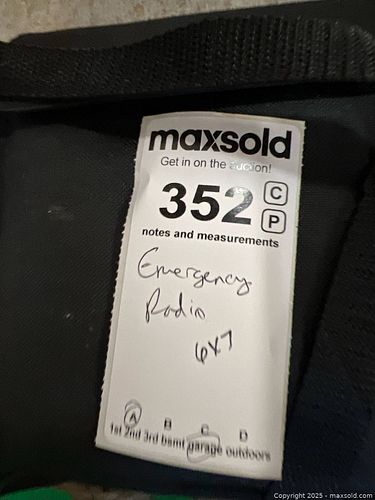 maxsold
Get in on the auction!
352 C
P
notes and measurements
Emergency
Radio
6x7
A B C D
1st 2nd 3rd bsmt garage outdoors
Copyright 2025 - maxsold.com